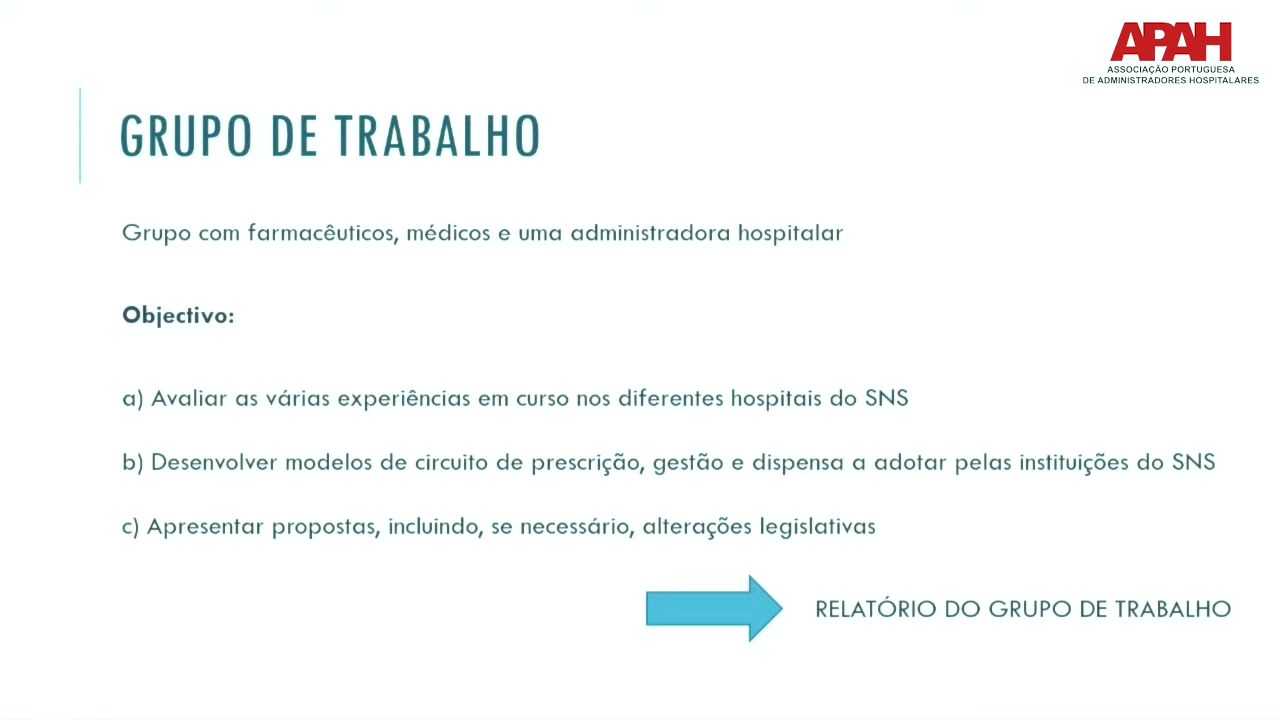 APAH
ASSOCIAÇÃO PORTUGUESA
DE ADMINISTRADORES HOSPITALARES
GRUPO DE TRABALHO
Grupo com farmacêuticos, médicos e uma administradora hospitalar
Objectivo:
a) Avaliar as várias experiências em curso nos diferentes hospitais do SNS
b) Desenvolver modelos de circuito de prescrição, gestão e dispensa a adotar pelas instituições do SNS
c) Apresentar propostas, incluindo, se necessário, alterações legislativas
RELATÓRIO DO GRUPO DE TRABALHO